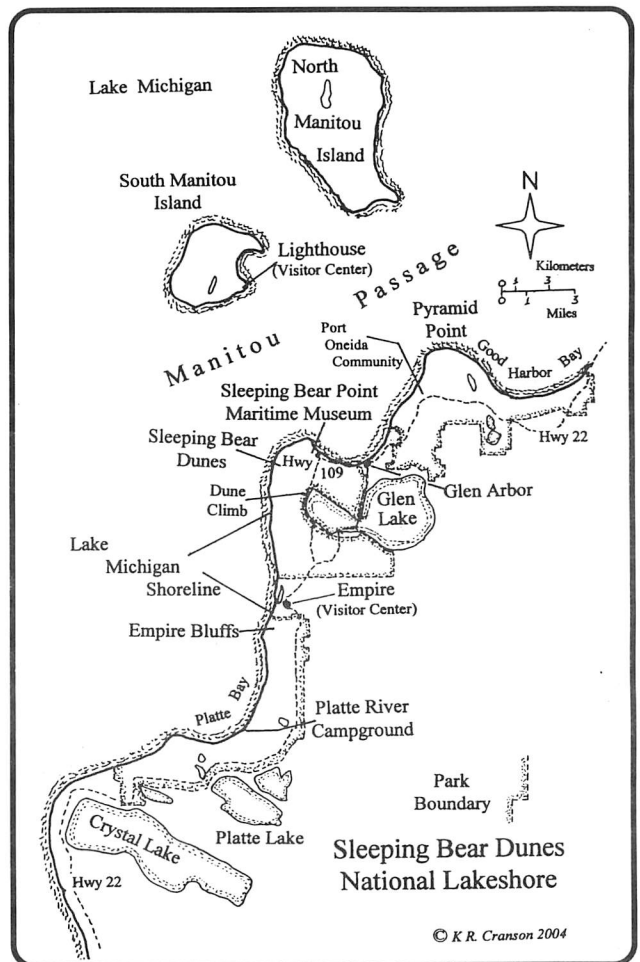 Lake Michigan
North
Manitou
Island
South Manitou
Island
Lighthouse
(Visitor Center)
N
Kilometers
0 1 3
0 1 3
Miles
Manitou Passage
Pyramid
Point
Port
Oneida
Community
Good
Harbor Bay
Hwy 22
Sleeping Bear Point
Maritime Museum
Sleeping Bear
Dunes
Hwy
109
Dune
Climb
Glen
Lake
Glen Arbor
Lake
Michigan
Shoreline
Empire
(Visitor Center)
Empire Bluffs
Platte Bay
Platte River
Campground
Park
Boundary
Platte Lake
Crystal Lake
Hwy 22
Sleeping Bear Dunes
National Lakeshore
© K R. Cranson 2004